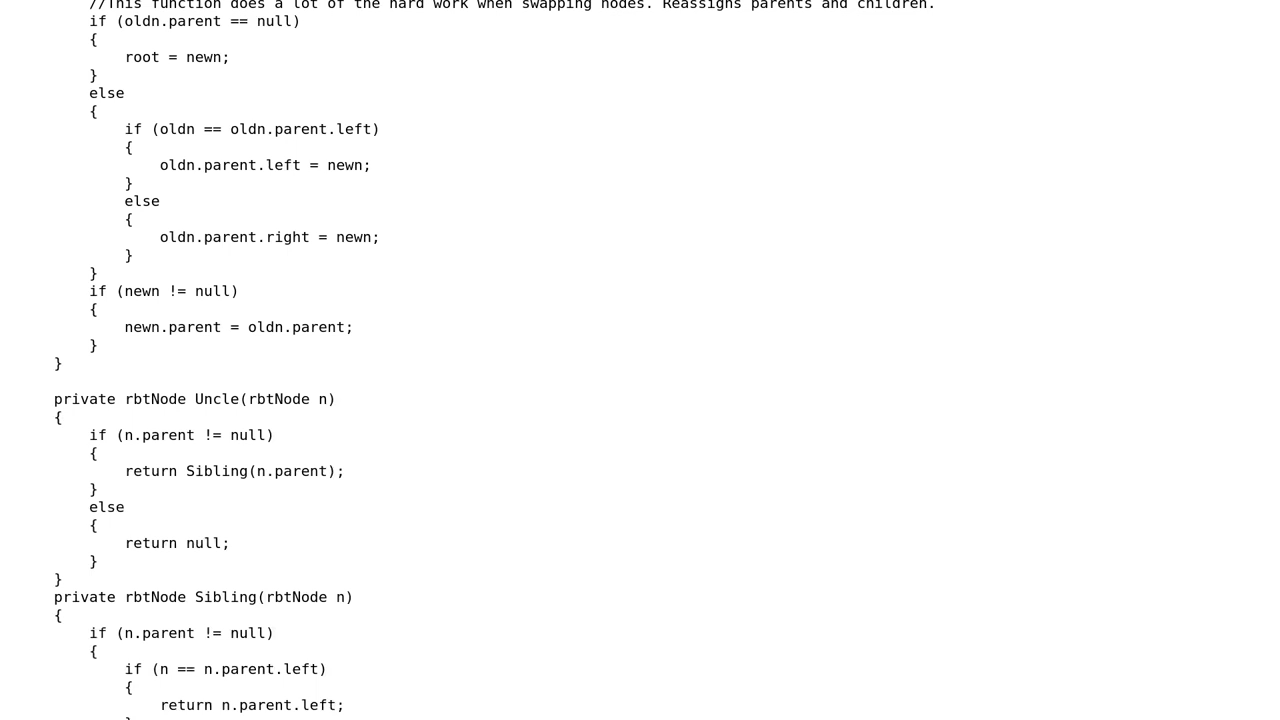 //This function does a lot of the hard work when swapping nodes. Reassigns parents and children.
if (oldn.parent == null)
{
root = newn;
}
else
{
if (oldn == oldn.parent.left)
{
oldn.parent.left = newn;
}
else
{
oldn.parent.right = newn;
}
}
if (newn != null)
{
newn.parent = oldn.parent;
}
}
private rbtNode Uncle(rbtNode n)
{
if (n.parent != null)
{
return Sibling(n.parent);
}
else
{
return null;
}
}
private rbtNode Sibling(rbtNode n)
{
if (n.parent != null)
{
if (n == n.parent.left)
{
return n.parent.left;
}